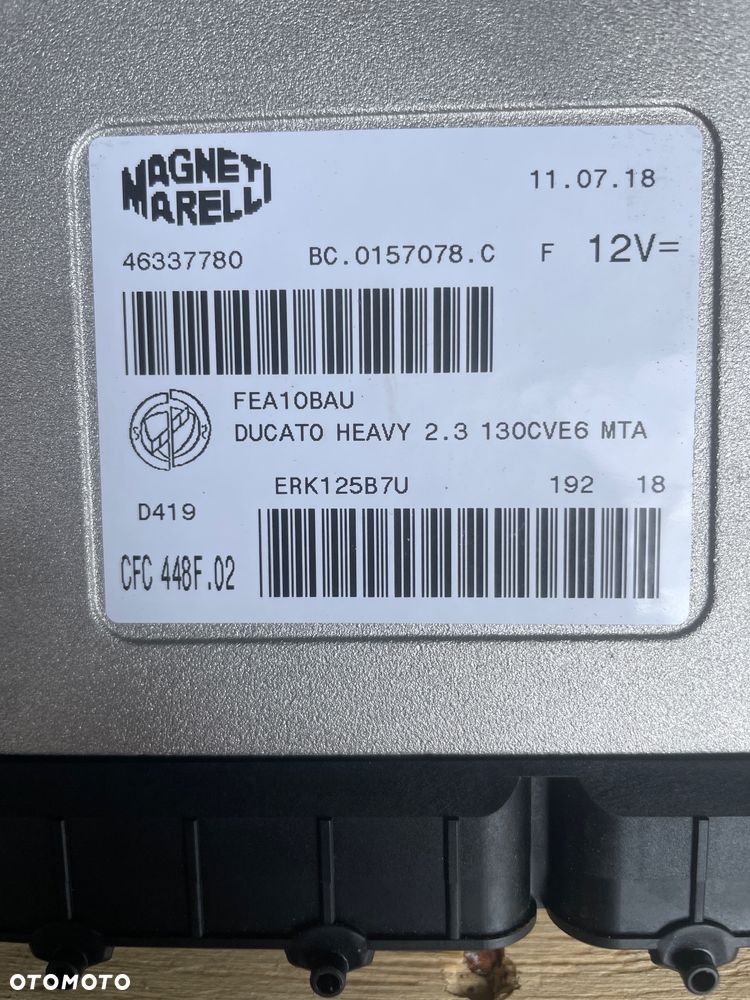 MAGNETI
MARELLI
11.07.18
46337780 BC.0157078.C F 12V=
FEA10BAU
DUCATO HEAVY 2.3 130CVE6 MTA
ERK125B7U 192 18
D419
CFC 448F.02
OTOMOTO